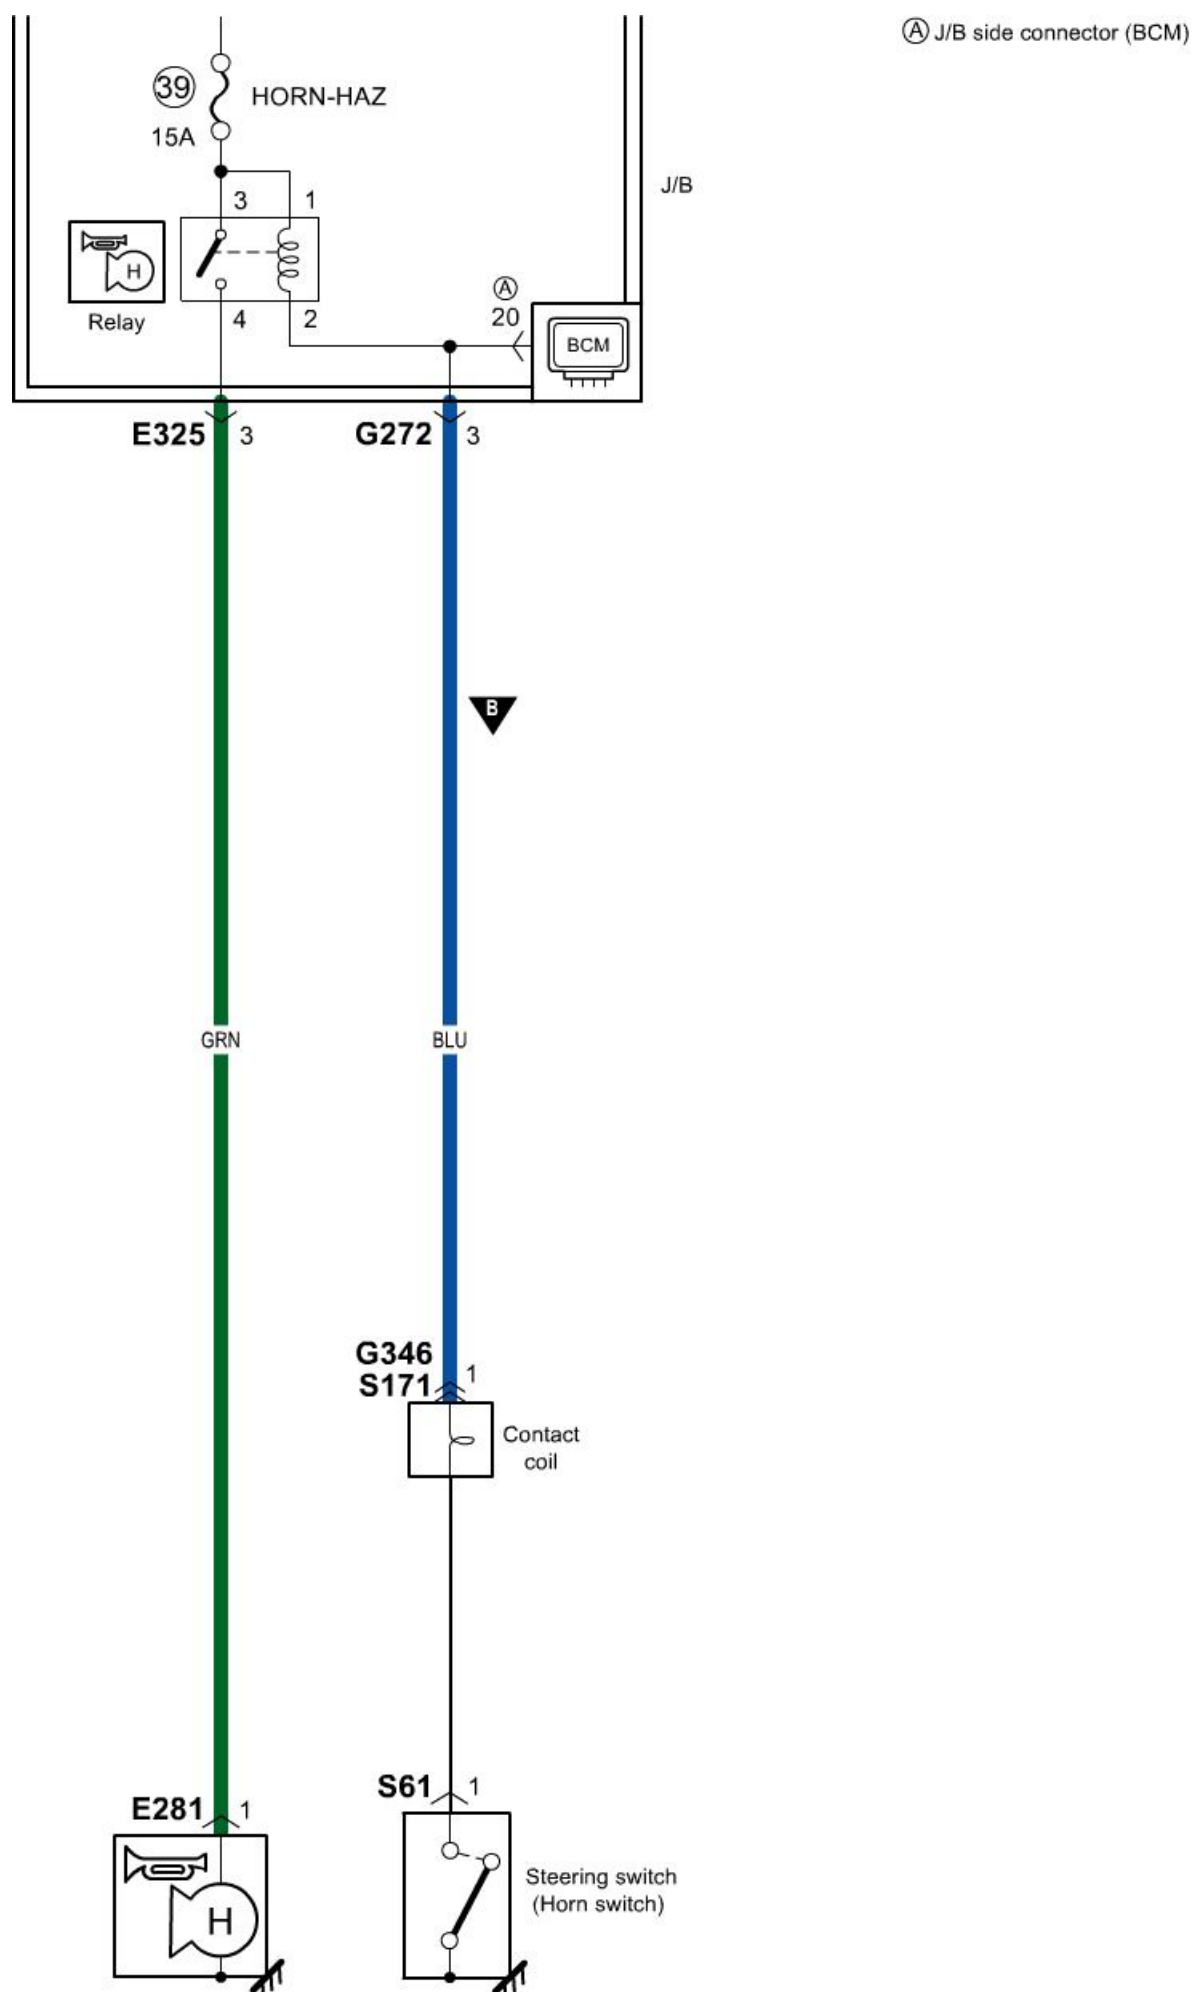 Ⓐ J/B side connector (BCM)
39
HORN-HAZ
15A
J/B
3 1
H
Relay
4 2
Ⓐ
20
BCM
E325 3
G272 3
B
GRN
BLU
G346
1
S171
Contact
coil
S61 1
E281 1
Steering switch
(Horn switch)
H